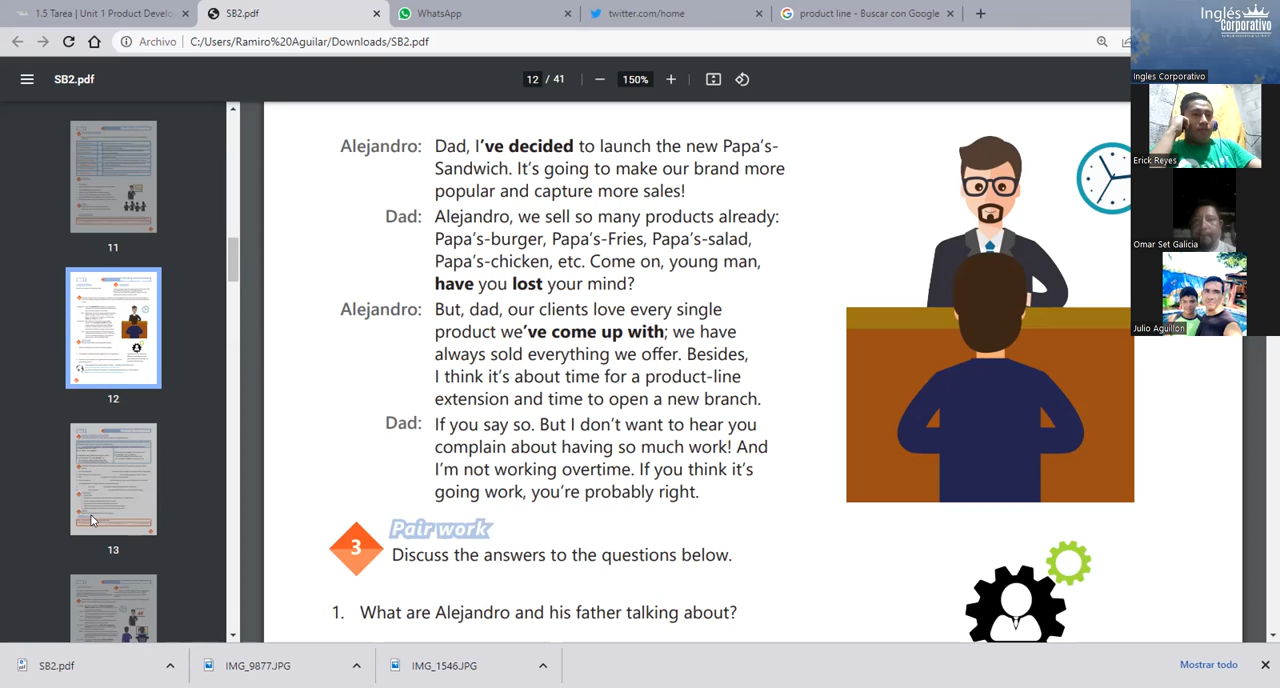 1.5 Tarea | Unit 1 Product Develo
SB2.pdf
WhatsApp
twitter.com/home
product line - Buscar con Google
Archivo
C:/Users/Ramiro%20Aguilar/Downloads/SB2.pdf
SB2.pdf
12 / 41
150%
11
12
13
Alejandro: Dad, I've decided to launch the new Papa's-
Sandwich. It's going to make our brand more
popular and capture more sales!
Dad: Alejandro, we sell so many products already:
Papa's-burger, Papa's-Fries, Papa's-salad,
Papa's-chicken, etc. Come on, young man,
have you lost your mind?
Alejandro: But, dad, our clients love every single
product we've come up with; we have
always sold everything we offer. Besides,
I think it's about time for a product-line
extension and time to open a new branch.
Dad: If you say so. But I don't want to hear you
complain about having so much work! And
I'm not working overtime. If you think it's
going work, you're probably right.
3
Pair work
Discuss the answers to the questions below.
1. What are Alejandro and his father talking about?
Inglés
Corporativo
Ingles Corporativo
Erick Reyes
Omar Set Galicia
Julio Aguillon
SB2.pdf
IMG_9877.JPG
IMG_1546.JPG
Mostrar todo